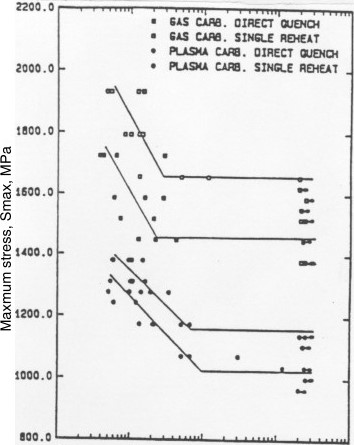 2200.0
GAS CARB. DIRECT QUENCH
GAS CARB. SINGLE REHEAT
PLASMA CARB. DIRECT QUENCH
PLASMA CARB. SINGLE REHEAT
2000.0
1800.0
1600.0
1400.0
1200.0
1000.0
800.0
Maxmum stress, Smax, MPa